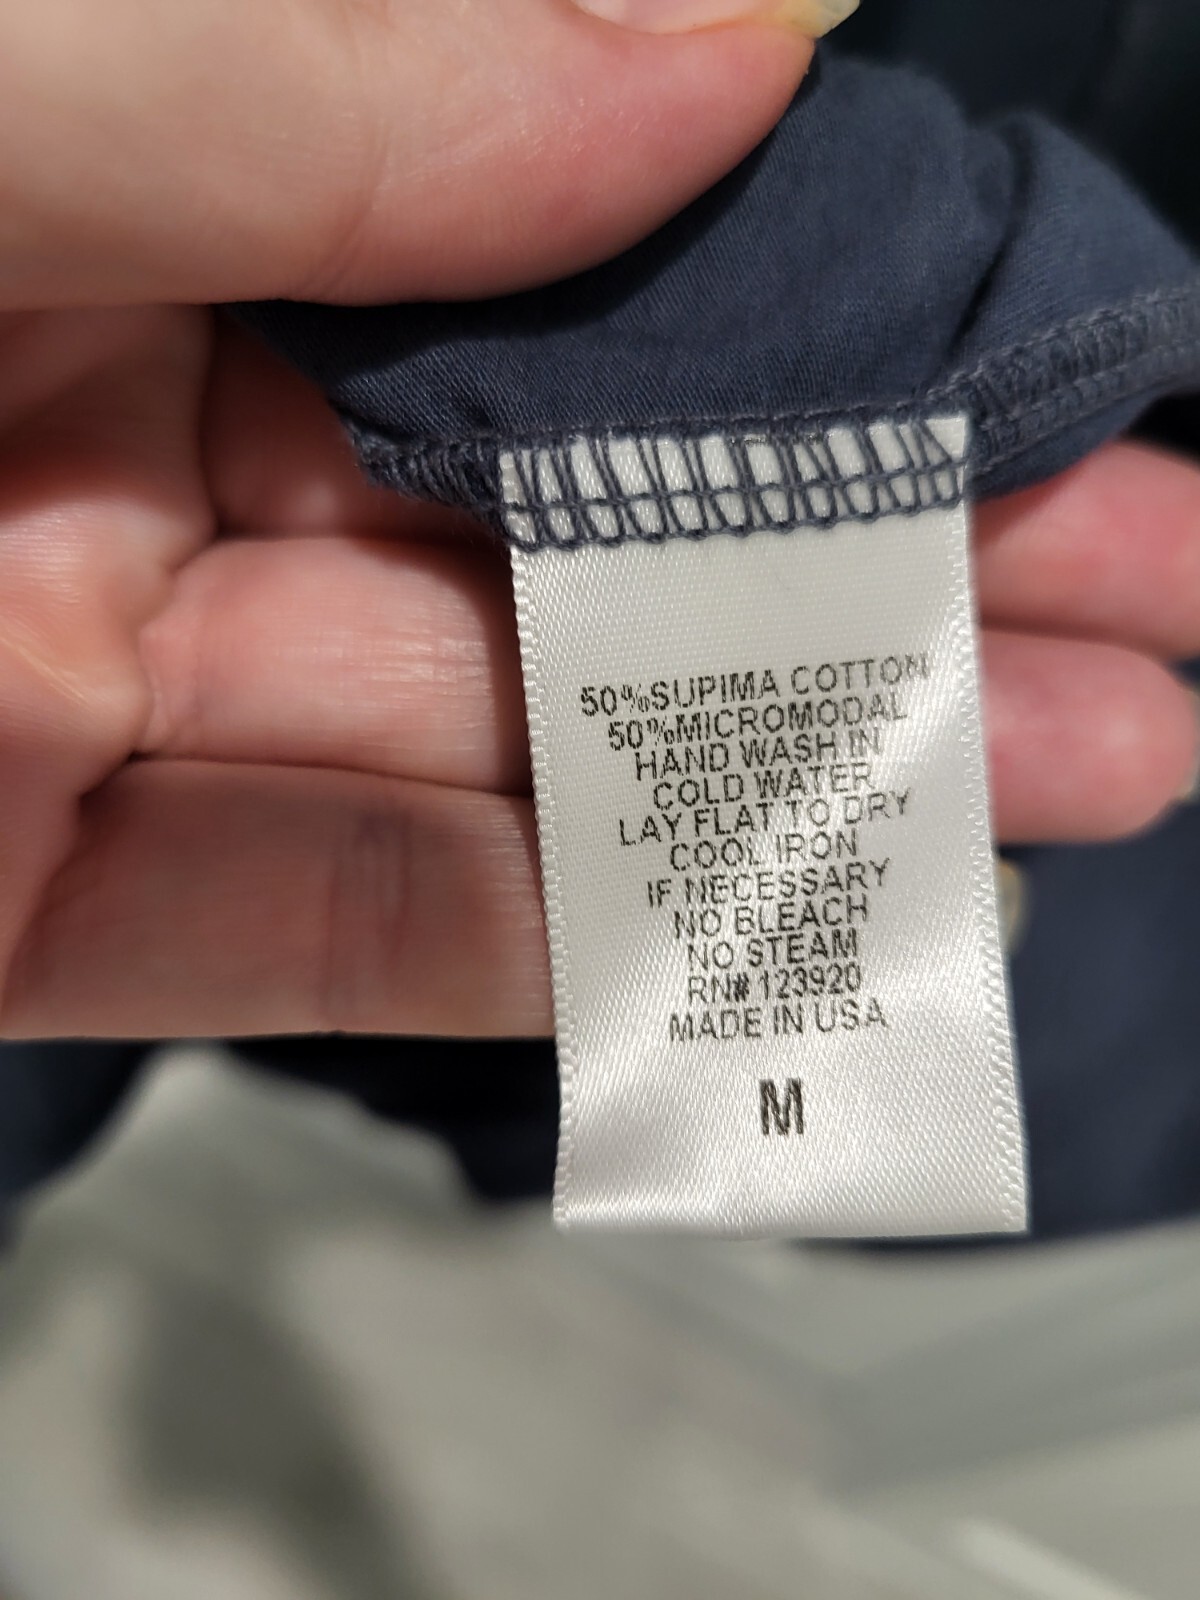 50%SUPIMA COTTON
50%MICROMODAL
HAND WASH IN
COLD WATER
LAY FLAT TO DRY
COOL IRON
IF NECESSARY
NO BLEACH
NO STEAM
RN# 123920
MADE IN USA
M